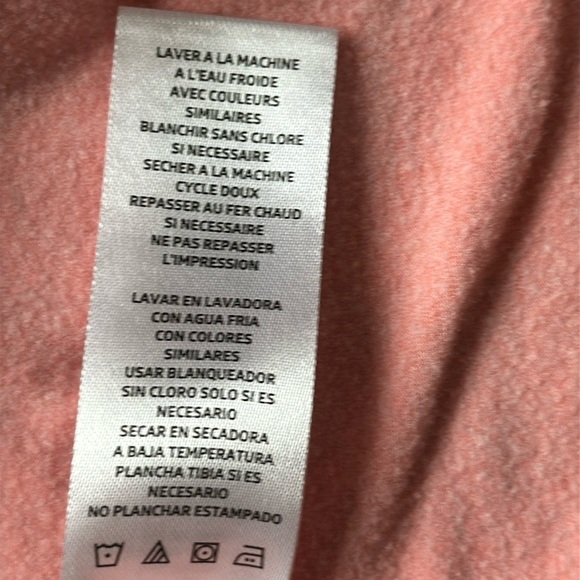 LAVER A LA MACHINE
A L'EAU FROIDE
AVEC COULEURS
SIMILAIRES
BLANCHIR SANS CHLORE
SI NECESSAIRE
SECHER A LA MACHINE
CYCLE DOUX
REPASSER AU FER CHAUD
SI NECESSAIRE
NE PAS REPASSER
L'IMPRESSION
LAVAR EN LAVADORA
CON AGUA FRIA
CON COLORES
SIMILARES
USAR BLANQUEADOR
SIN CLORO SOLO SI ES
NECESARIO
SECAR EN SECADORA
A BAJA TEMPERATURA
PLANCHA TIBIA SI ES
NECESARIO
NO PLANCHAR ESTAMPADO